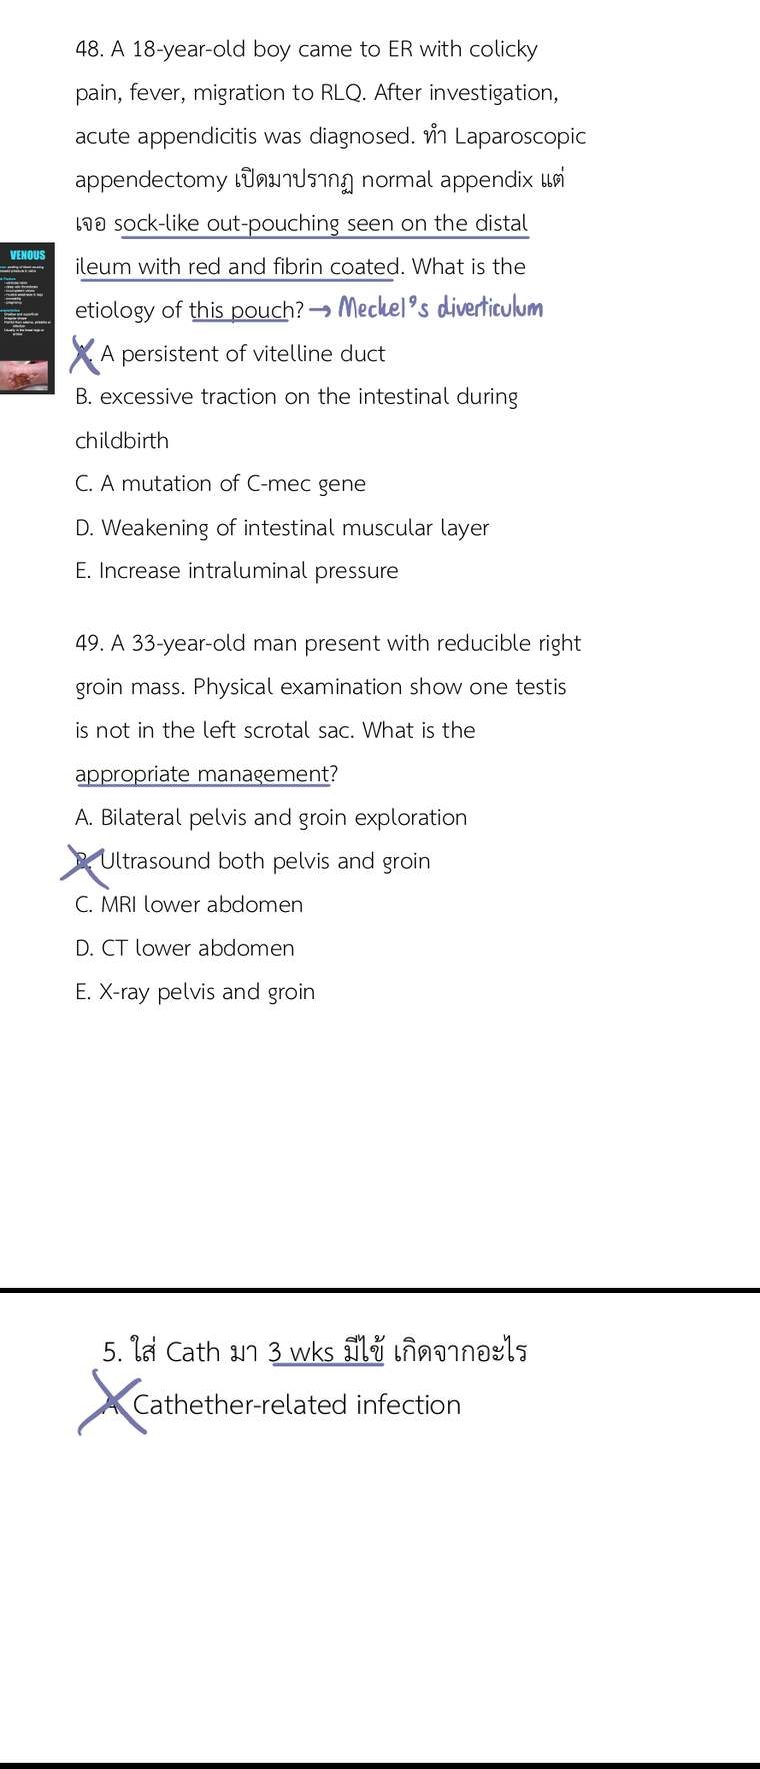 48. A 18-year-old boy came to ER with colicky
pain, fever, migration to RLQ. After investigation,
acute appendicitis was diagnosed. ทำ Laparoscopic
appendectomy เปิดมาปรากฏ normal appendix แต่
เจอ sock-like out-pouching seen on the distal
ileum with red and fibrin coated. What is the
etiology of this pouch? → Meckel's diverticulum
A persistent of vitelline duct
B. excessive traction on the intestinal during
childbirth
C. A mutation of C-mec gene
D. Weakening of intestinal muscular layer
E. Increase intraluminal pressure
VENOUS
49. A 33-year-old man present with reducible right
groin mass. Physical examination show one testis
is not in the left scrotal sac. What is the
appropriate management?
A. Bilateral pelvis and groin exploration
B. Ultrasound both pelvis and groin
C. MRI lower abdomen
D. CT lower abdomen
E. X-ray pelvis and groin
5. ใส่ Cath มา 3 wks มีไข้ เกิดจากอะไร
A. Cathether-related infection